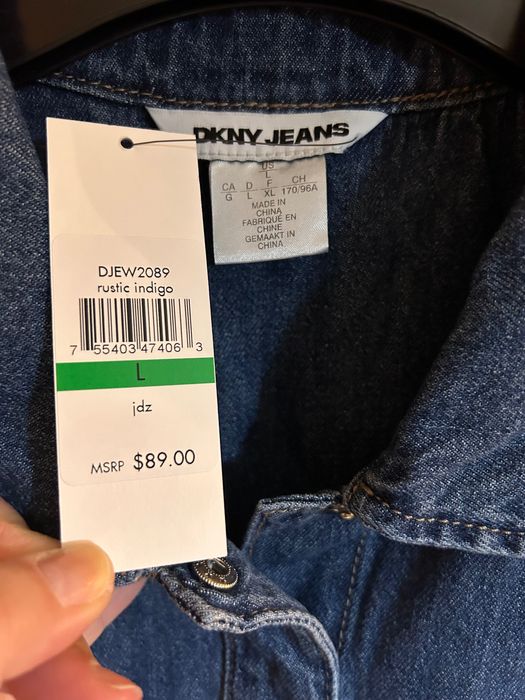 DKNY JEANS
US
L
CA D F CH
G L XL 170/96A
MADE IN
CHINA
FABRIQUE EN
CHINE
GEMAAKT IN
CHINA
DJEW2089
rustic indigo
7 55403 47406 3
L
jdz
MSRP $89.00